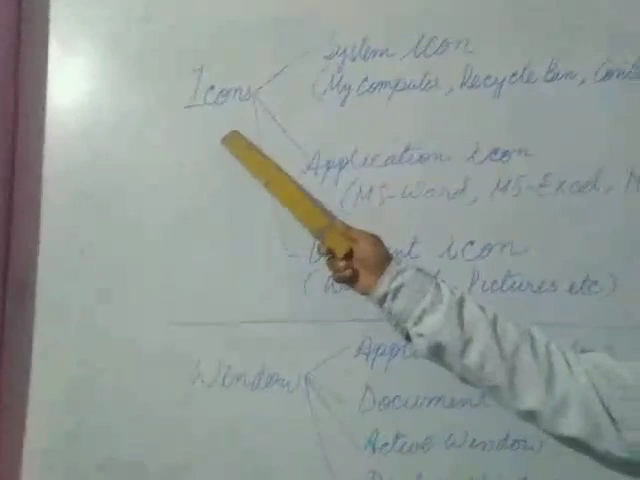 System icon
Icons
(My computer, Recycle Bin,
Application icon
(MS-Word, MS-Excel,
icon
Pictures etc)
Window
Document
Active Window